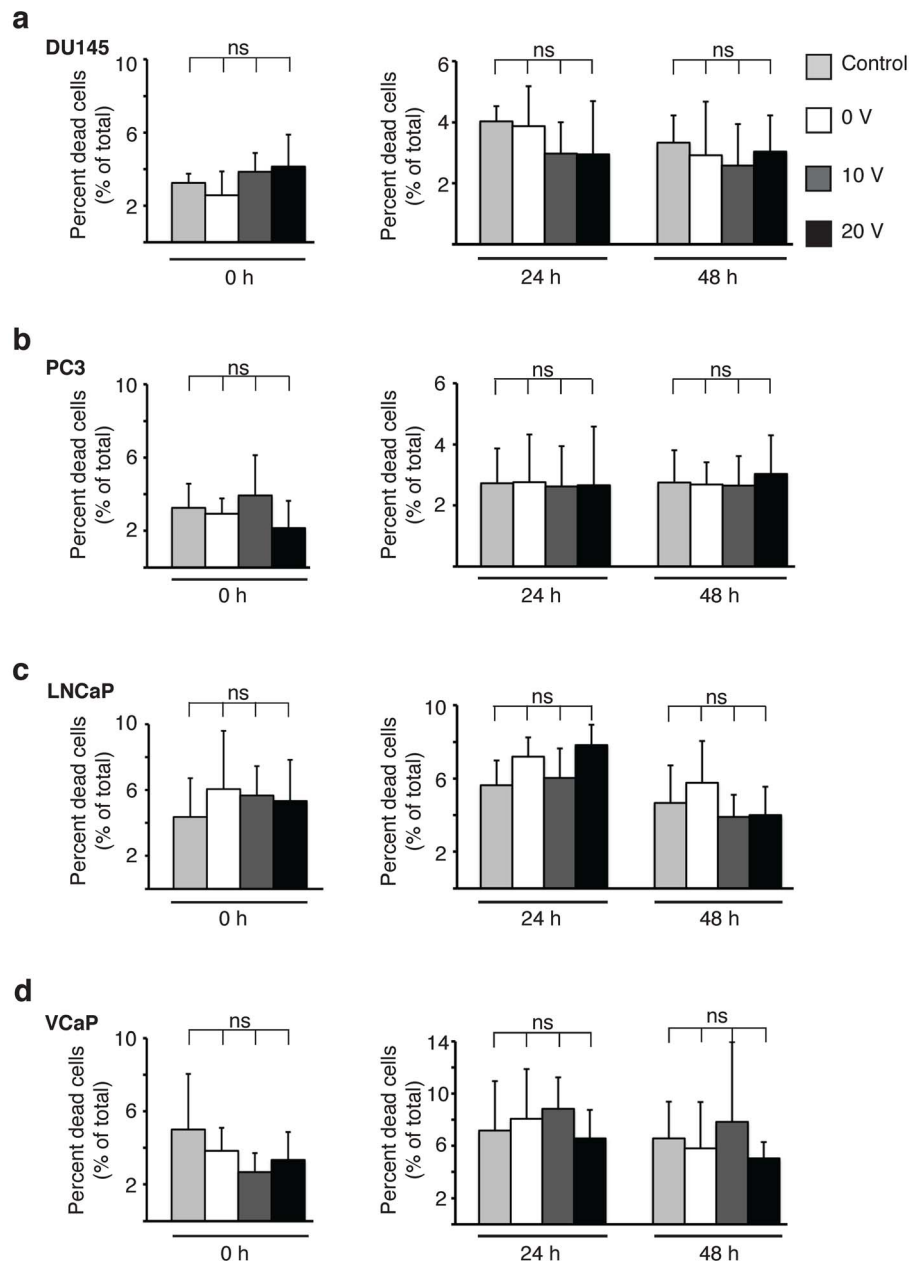 a
DU145
Percent dead cells
(% of total)
10
6
2
ns
0 h
Percent dead cells
(% of total)
6
4
2
ns
ns
24 h
48 h
Control
0 V
10 V
20 V
b
PC3
Percent dead cells
(% of total)
10
6
2
ns
0 h
Percent dead cells
(% of total)
6
4
2
ns
ns
24 h
48 h
c
LNCaP
Percent dead cells
(% of total)
10
6
2
ns
0 h
Percent dead cells
(% of total)
10
6
2
ns
ns
24 h
48 h
d
VCaP
Percent dead cells
(% of total)
10
6
2
ns
0 h
Percent dead cells
(% of total)
14
10
6
2
ns
ns
24 h
48 h